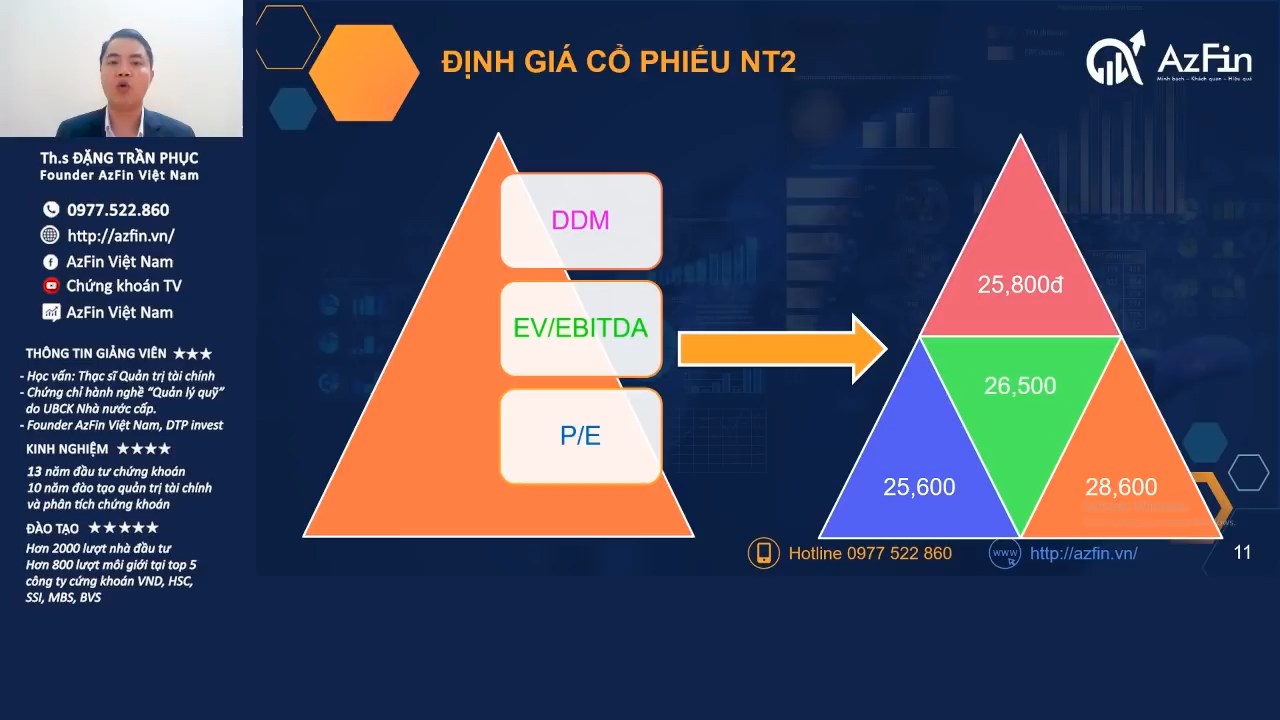 Th.s ĐẶNG TRẦN PHỤC
Founder AzFin Việt Nam
0977.522.860
http://azfin.vn/
AzFin Việt Nam
Chứng khoán TV
AzFin Việt Nam
THÔNG TIN GIẢNG VIÊN ★★★
- Học vấn: Thạc sĩ Quản trị tài chính
- Chứng chỉ hành nghề “Quản lý quỹ”
do UBCK Nhà nước cấp.
- Founder AzFin Việt Nam, DTP invest
KINH NGHIỆM ★★★★
13 năm đầu tư chứng khoán
10 năm đào tạo quản trị tài chính
và phân tích chứng khoán
ĐÀO TẠO ★★★★★
Hơn 2000 lượt nhà đầu tư
Hơn 800 lượt môi giới tại top 5
công ty cứng khoán VND, HSC,
SSI, MBS, BVS
ĐỊNH GIÁ CỔ PHIẾU NT2
AzFin
Minh bạch - Khách quan - Hiệu quả
DDM
EV/EBITDA
P/E
25,800đ
26,500
25,600
28,600
Hotline 0977 522 860
www
http://azfin.vn/
11